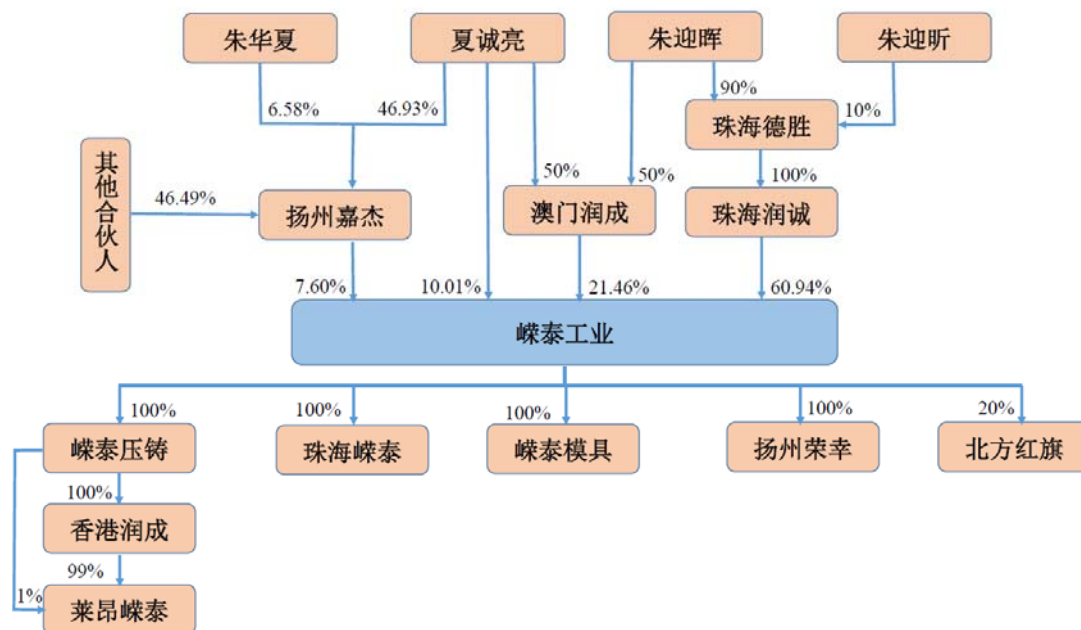 朱华夏
夏诚亮
朱迎晖
朱迎昕
6.58%
46.93%
90%
10%
珠海德胜
其他合伙人
46.49%
扬州嘉杰
50%
50%
澳门润成
100%
珠海润诚
7.60%
10.01%
21.46%
60.94%
嵘泰工业
100%
100%
100%
100%
20%
嵘泰压铸
珠海嵘泰
嵘泰模具
扬州荣幸
北方红旗
100%
香港润成
99%
1%
莱昂嵘泰